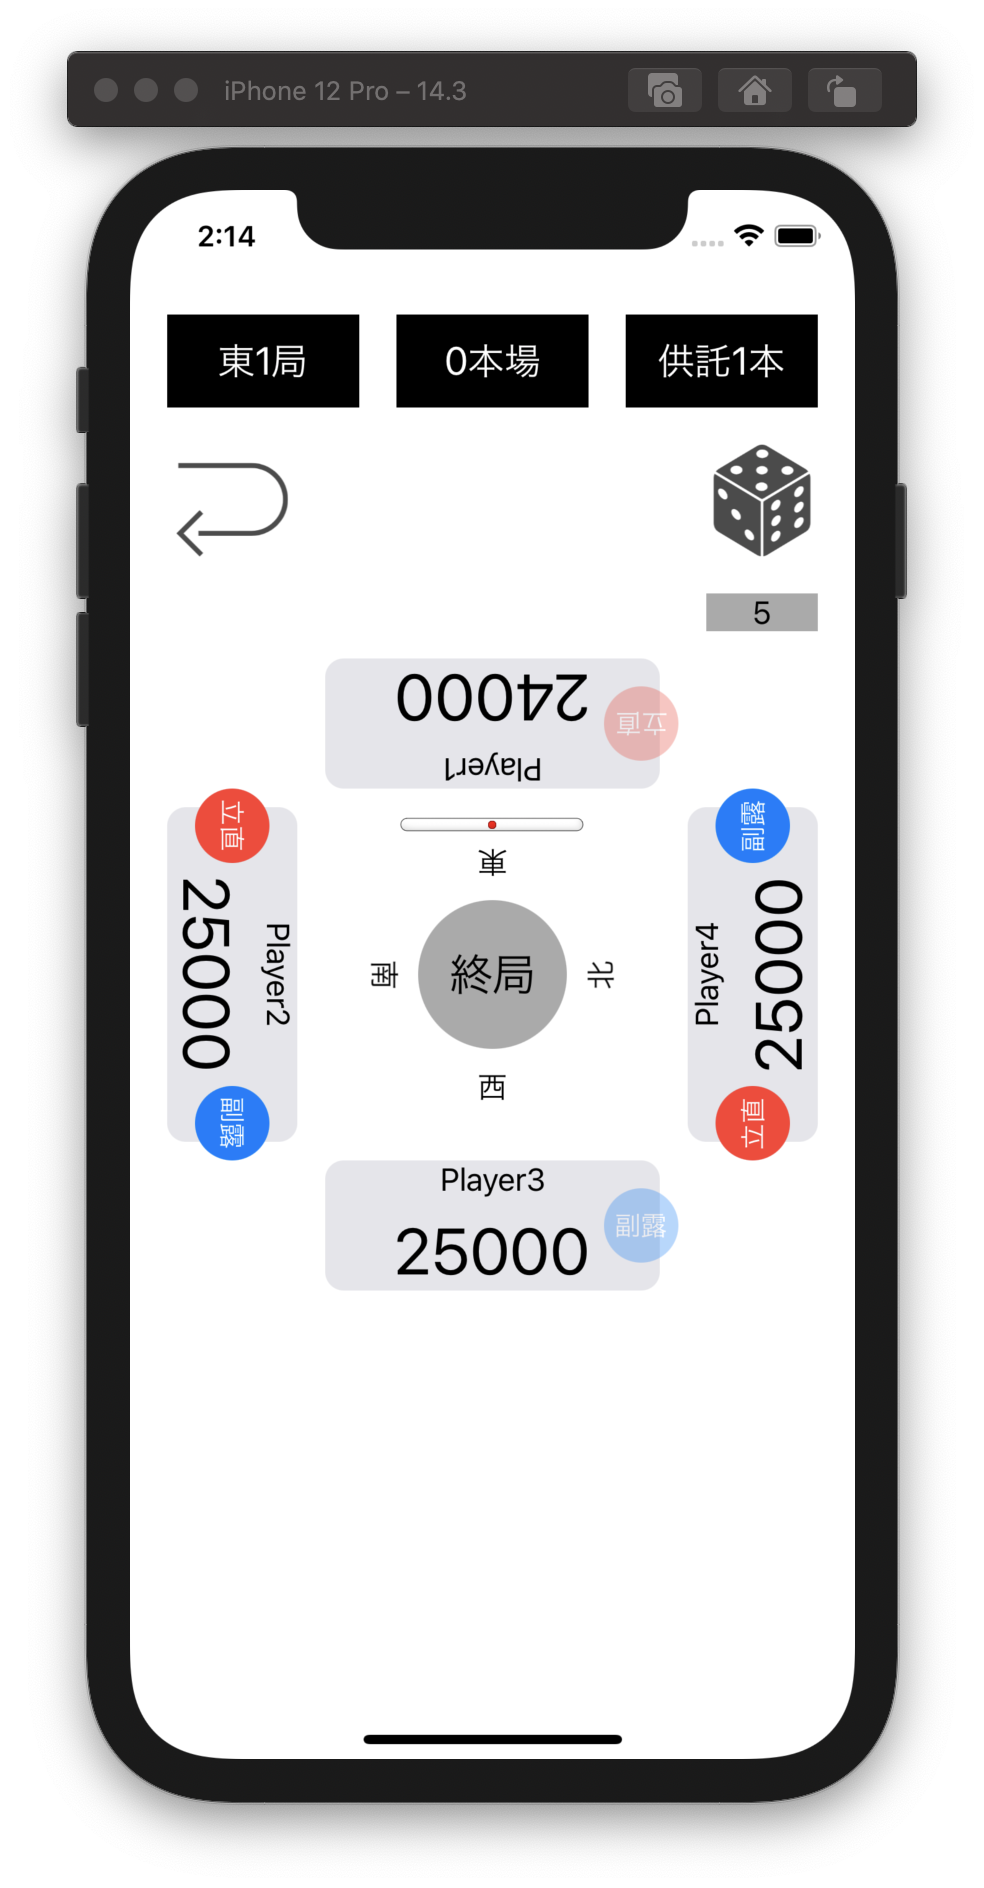 iPhone 12 Pro – 14.3
2:14
東1局
0本場
供託1本
5
24000
立直
Player1
立直
25000
Player2
副露
東
南
終局
北
西
副露
Player4
25000
立直
Player3
25000
副露